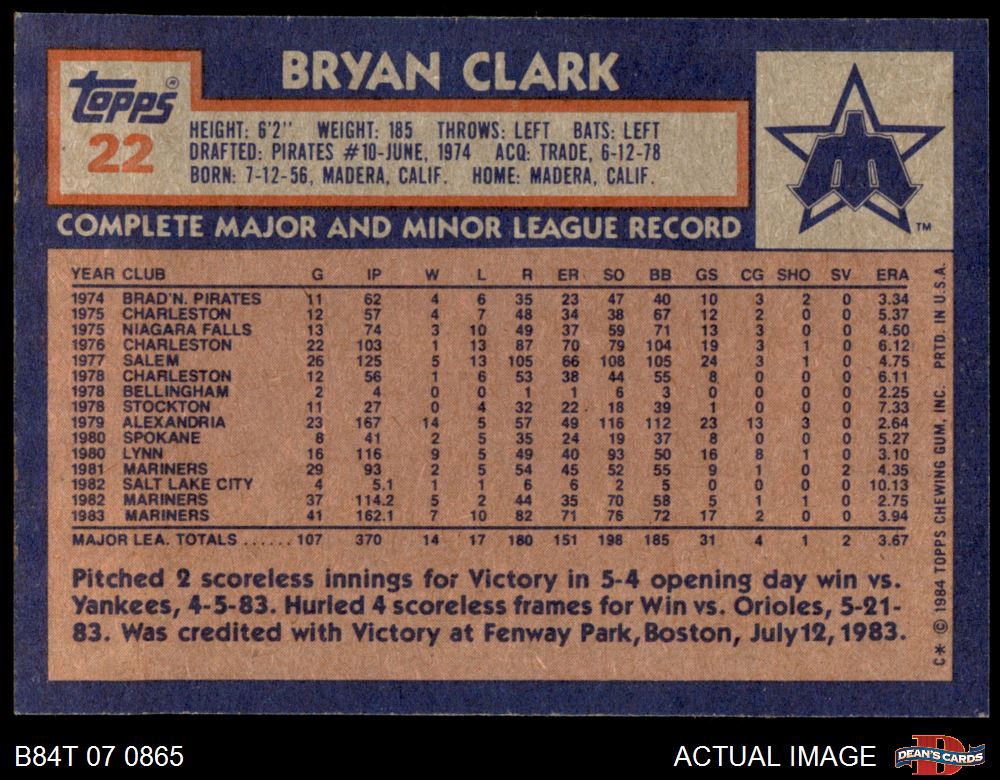 BRYAN CLARK
Topps®
22
HEIGHT: 6'2" WEIGHT: 185 THROWS: LEFT BATS: LEFT
DRAFTED: PIRATES #10-JUNE, 1974 ACQ: TRADE, 6-12-78
BORN: 7-12-56, MADERA, CALIF. HOME: MADERA, CALIF.
TM
COMPLETE MAJOR AND MINOR LEAGUE RECORD
YEAR CLUB G IP W L R ER SO BB GS CG SHO SV ERA
1974 BRAD'N. PIRATES 11 62 4 6 35 23 47 40 10 3 2 0 3.34
1975 CHARLESTON 12 57 4 7 48 34 38 67 12 2 0 0 5.37
1975 NIAGARA FALLS 13 74 3 10 49 37 59 71 13 3 0 0 4.50
1976 CHARLESTON 22 103 1 13 87 70 79 104 19 3 1 0 6.12
1977 SALEM 26 125 5 13 105 66 108 105 24 3 1 0 4.75
1978 CHARLESTON 12 56 1 6 53 38 44 55 8 0 0 0 6.11
1978 BELLINGHAM 2 4 0 0 1 1 6 3 0 0 0 0 2.25
1978 STOCKTON 11 27 0 4 32 22 18 39 1 0 0 0 7.33
1979 ALEXANDRIA 23 167 14 5 57 49 116 112 23 13 3 0 2.64
1980 SPOKANE 8 41 2 5 35 24 19 37 8 0 0 0 5.27
1980 LYNN 16 116 9 5 49 40 93 50 16 8 1 0 3.10
1981 MARINERS 29 93 2 5 54 45 52 55 9 1 0 2 4.35
1982 SALT LAKE CITY 4 5.1 1 1 6 6 2 5 0 0 0 0 10.13
1982 MARINERS 37 114.2 5 2 44 35 70 58 5 1 1 0 2.75
1983 MARINERS 41 162.1 7 10 82 71 76 72 17 2 0 0 3.94
MAJOR LEA. TOTALS ...... 107 370 14 17 180 151 198 185 31 4 1 2 3.67
Pitched 2 scoreless innings for Victory in 5-4 opening day win vs.
Yankees, 4-5-83. Hurled 4 scoreless frames for Win vs. Orioles, 5-21-
83. Was credited with Victory at Fenway Park, Boston, July 12, 1983.
C* © 1984 TOPPS CHEWING GUM, INC. PRTD. IN U.S.A.
B84T 07 0865
ACTUAL IMAGE
DEAN'S CARDS